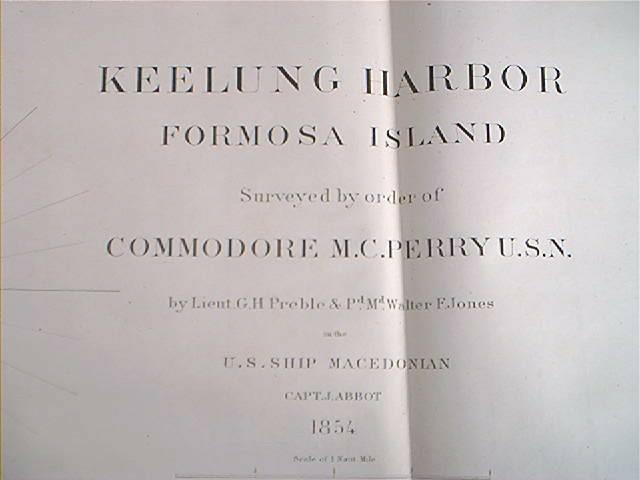 KEELUNG HARBOR
FORMOSA ISLAND
Surveyed by order of
COMMODORE M.C.PERRY U.S.N.
by Lieut.G.H Preble & Pd.Md.Walter F.Jones
in the
U.S.SHIP MACEDONIAN
CAPT.J.ABBOT
1854
Scale of 1 Naut.Mile